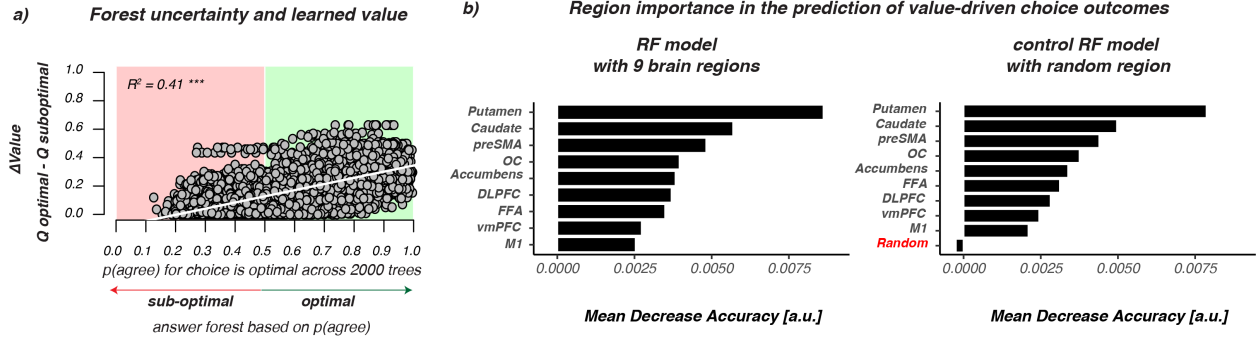 a)
Forest uncertainty and learned value
R² = 0.41 ***
ΔValue
Q optimal - Q suboptimal
1.0
0.8
0.6
0.4
0.2
0.0
0.0 0.1 0.2 0.3 0.4 0.5 0.6 0.7 0.8 0.9 1.0
p(agree) for choice is optimal across 2000 trees
sub-optimal optimal
answer forest based on p(agree)
b)
Region importance in the prediction of value-driven choice outcomes
RF model
with 9 brain regions
Putamen
Caudate
preSMA
OC
Accumbens
DLPFC
FFA
vmPFC
M1
0.0000 0.0025 0.0050 0.0075
Mean Decrease Accuracy [a.u.]
control RF model
with random region
Putamen
Caudate
preSMA
OC
Accumbens
FFA
DLPFC
vmPFC
M1
Random
0.0000 0.0025 0.0050 0.0075
Mean Decrease Accuracy [a.u.]